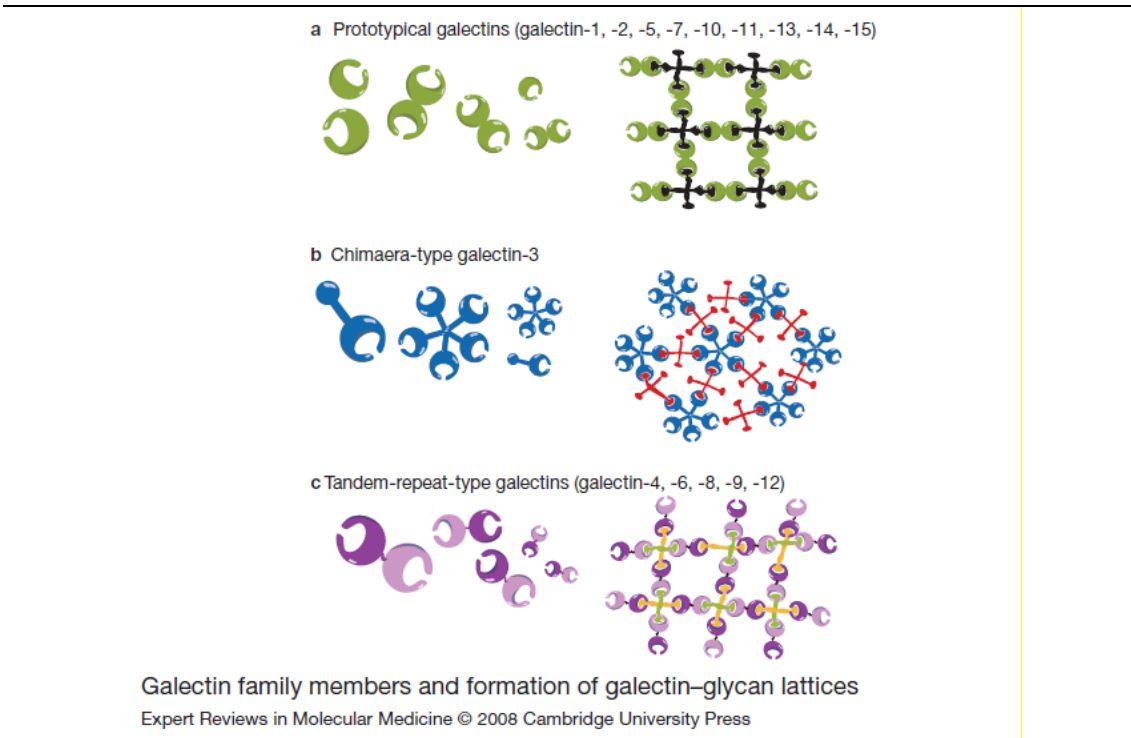 a Prototypical galectins (galectin-1, -2, -5, -7, -10, -11, -13, -14, -15)
b Chimaera-type galectin-3
c Tandem-repeat-type galectins (galectin-4, -6, -8, -9, -12)
Galectin family members and formation of galectin–glycan lattices
Expert Reviews in Molecular Medicine © 2008 Cambridge University Press